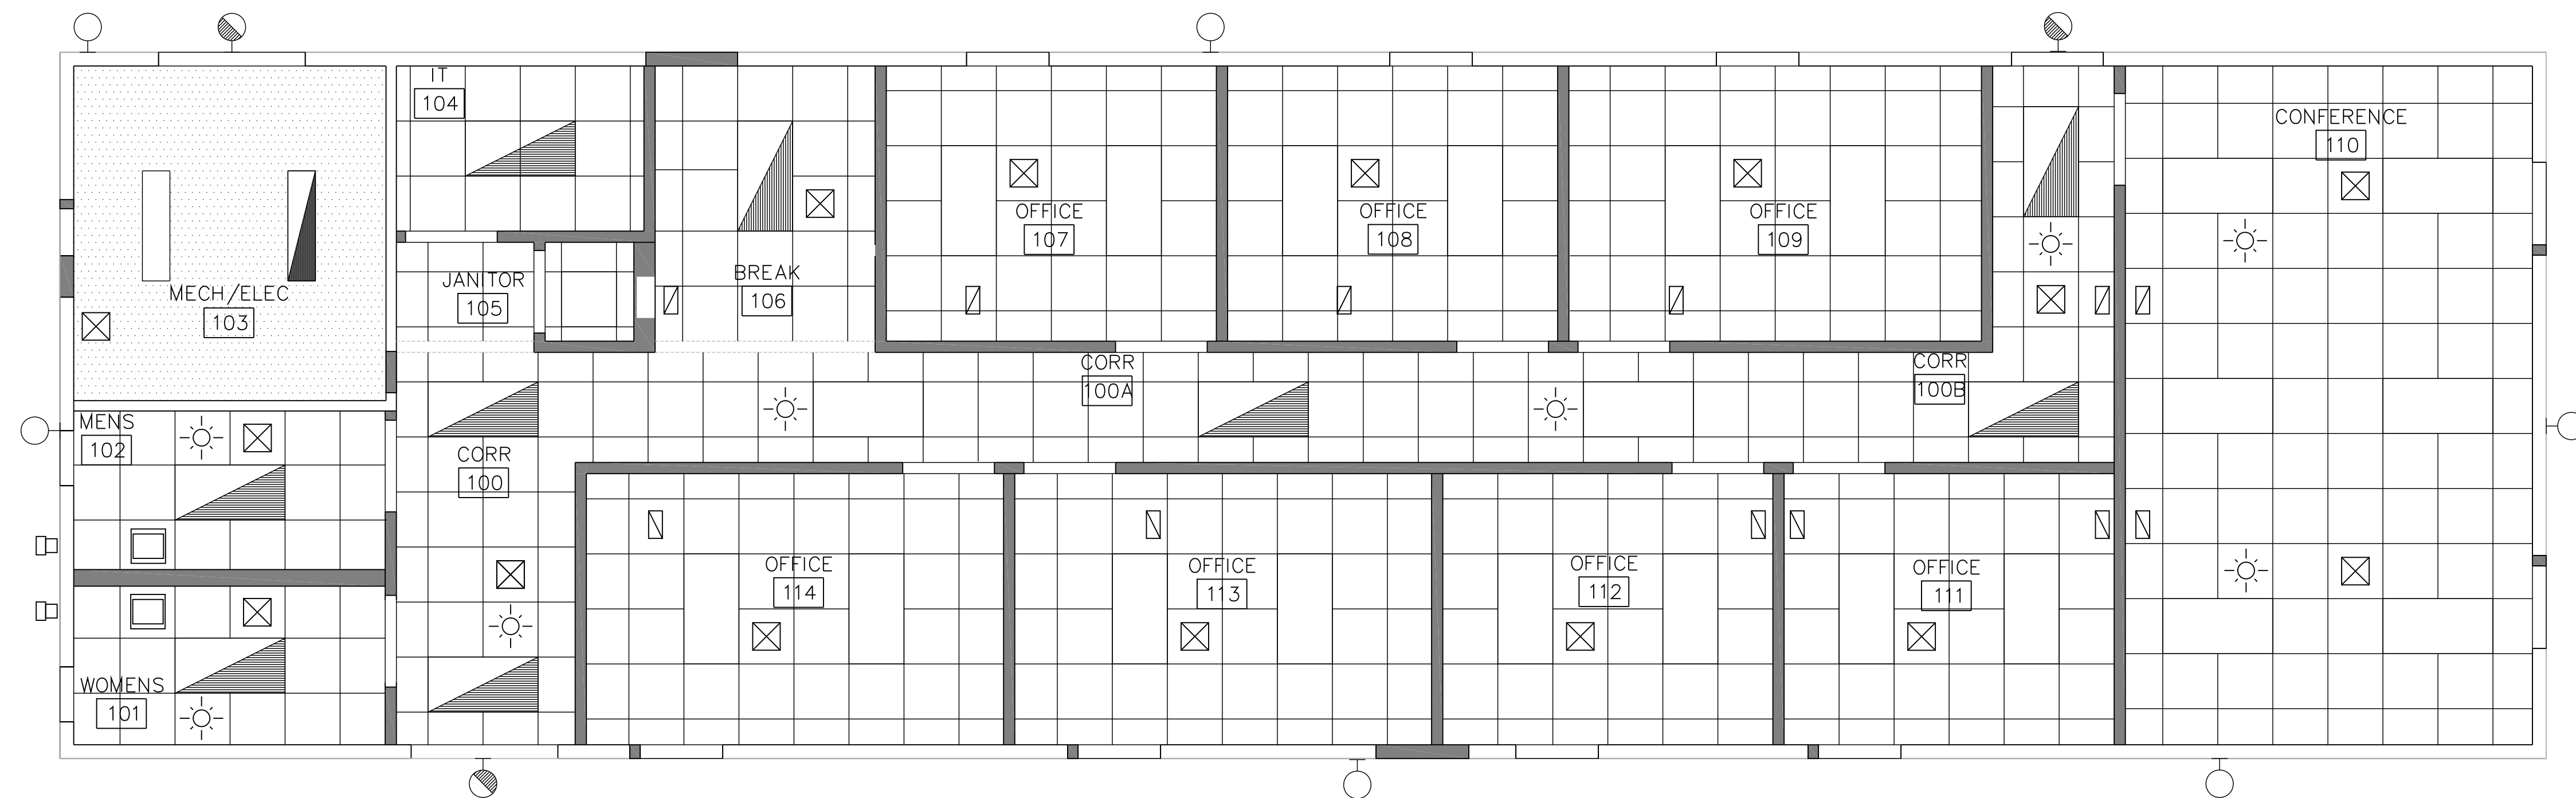 IT
104
CONFERENCE
110
OFFICE
107
OFFICE
108
OFFICE
109
JANITOR
105
BREAK
106
MECH/ELEC
103
CORR
100A
CORR
100B
MENS
102
CORR
100
OFFICE
114
OFFICE
113
OFFICE
112
OFFICE
111
WOMENS
101